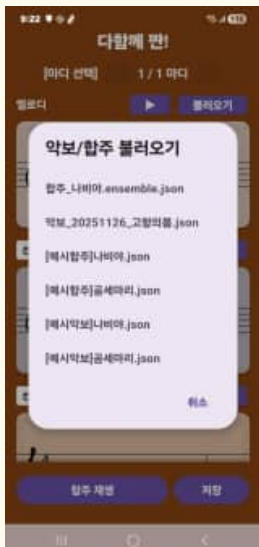 9:22
다함께 짠!
[마디 선택] 1 / 1 마디
멜로디 불러오기
악보/합주 불러오기
합주_나비야.ensemble.json
악보_20251126_고향의봄.json
[예시합주]나비야.json
[예시합주]곰세마리.json
[예시악보]나비야.json
[예시악보]곰세마리.json
취소
합주 재생 저장